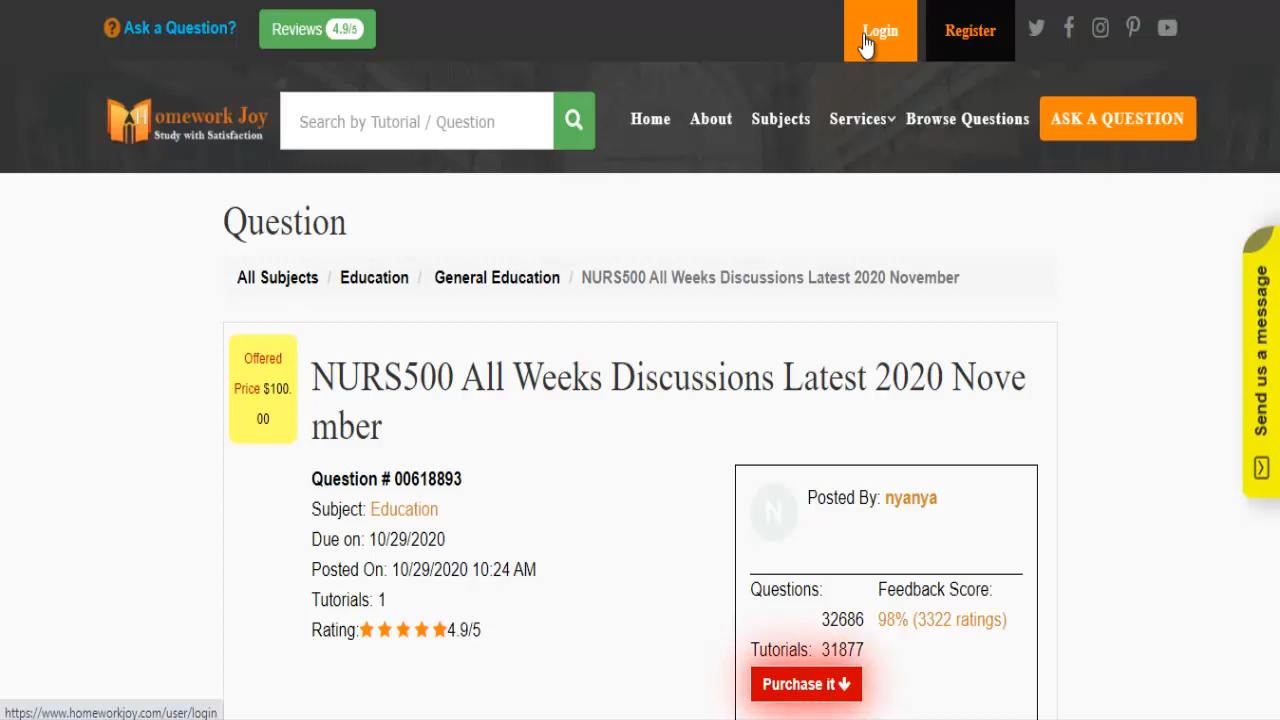 Ask a Question?
Reviews 4.9/5
Login
Register
Homework Joy
Study with Satisfaction
Search by Tutorial / Question
Home About Subjects Services Browse Questions
ASK A QUESTION
Question
All Subjects / Education / General Education / NURS500 All Weeks Discussions Latest 2020 November
Offered
Price $100.
00
NURS500 All Weeks Discussions Latest 2020 Nove
mber
Question # 00618893
Subject: Education
Due on: 10/29/2020
Posted On: 10/29/2020 10:24 AM
Tutorials: 1
Rating: 4.9/5
N
Posted By: nyanya
Questions:
32686
Feedback Score:
98% (3322 ratings)
Tutorials: 31877
Purchase it
Send us a message
https://www.homeworkjoy.com/user/login